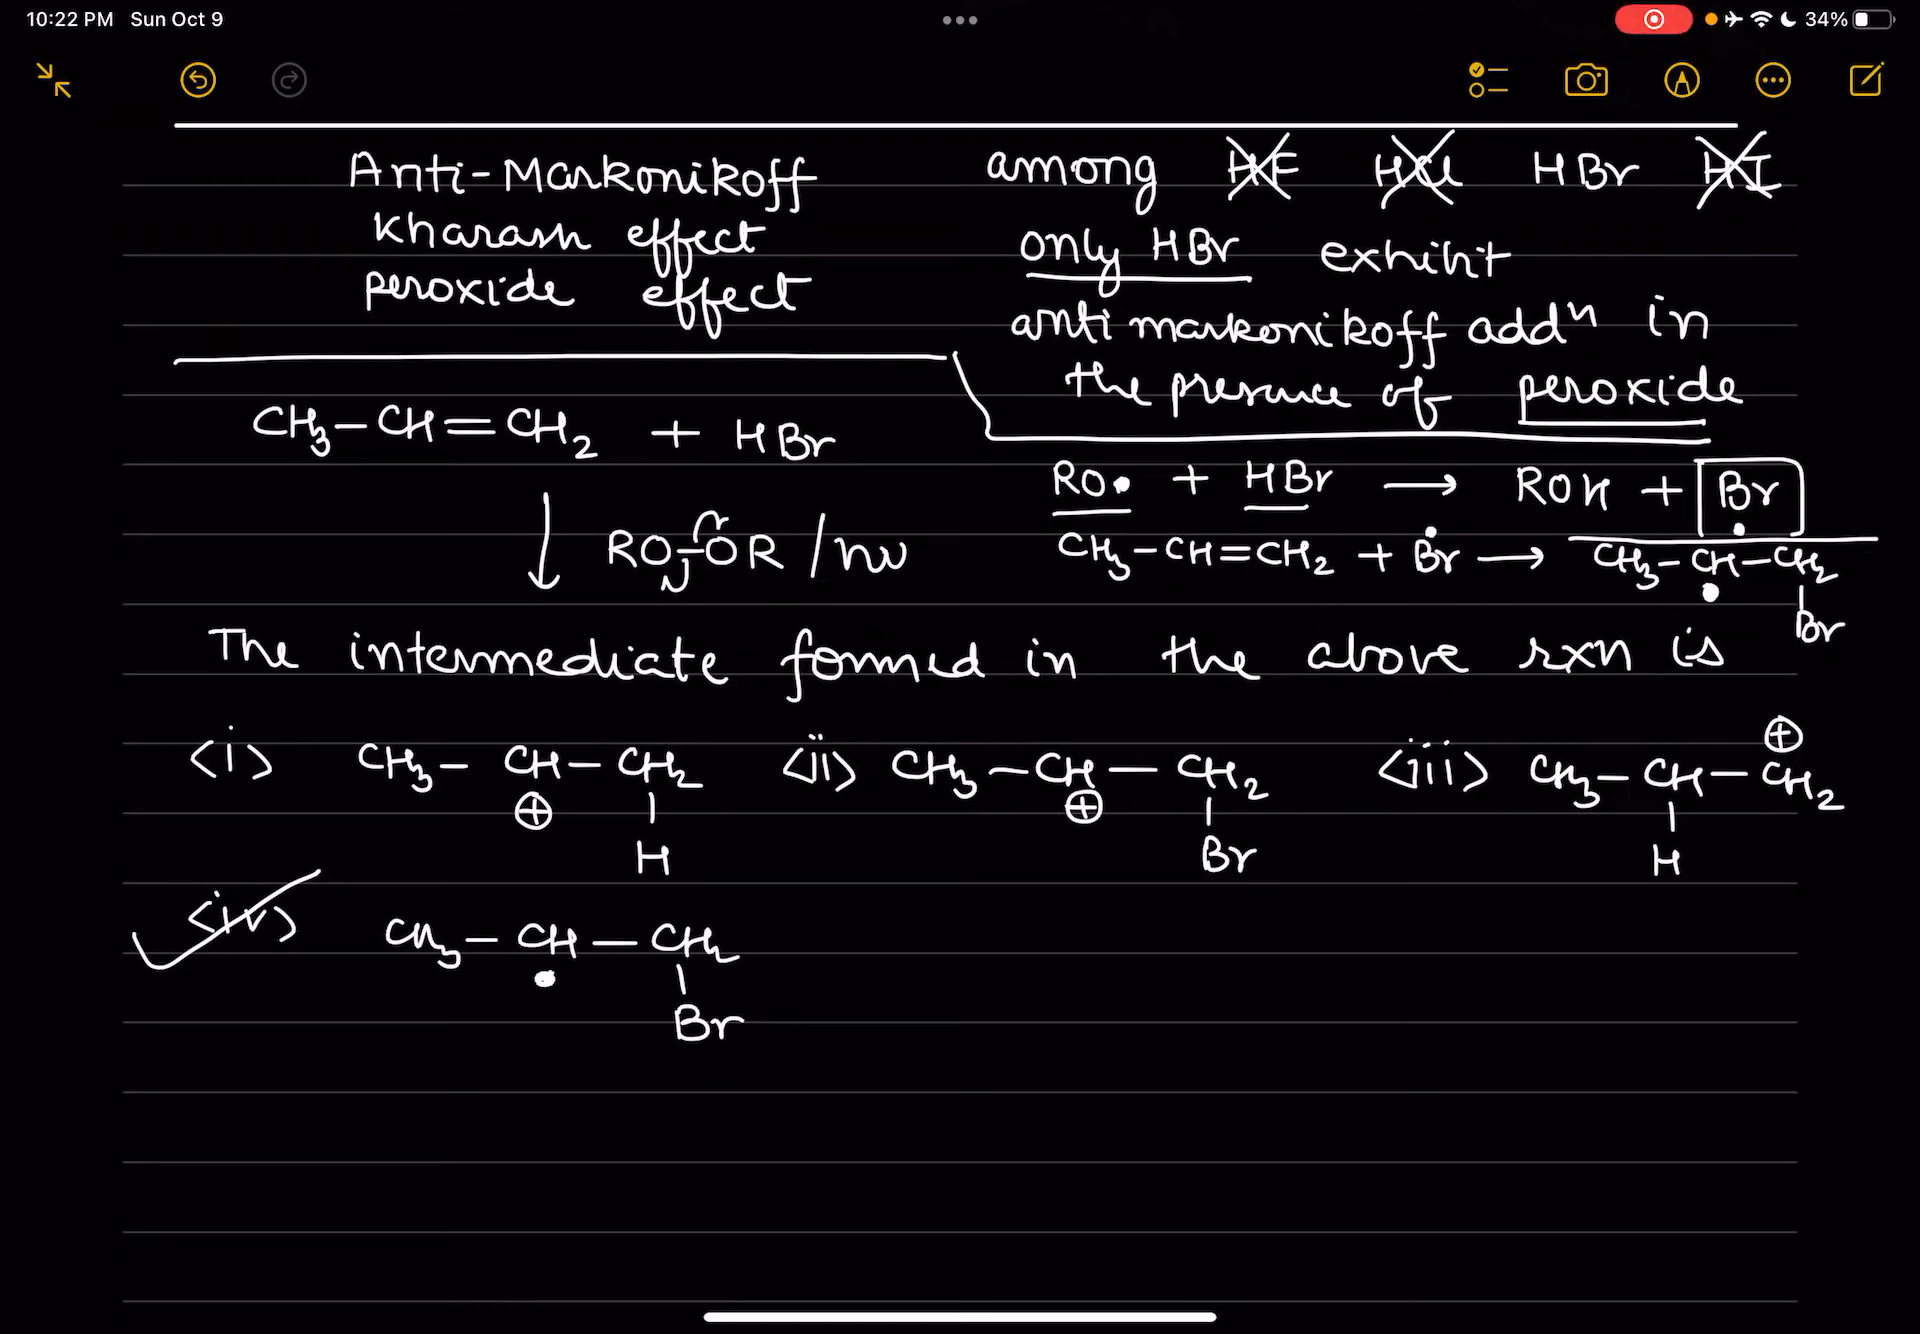 10:22 PM Sun Oct 9
34%
Anti-Markonikoff
Kharash effect
peroxide effect
among HF HCl HBr HI
only HBr exhibit
anti markonikoff addⁿ in
the presence of peroxide
CH₃-CH=CH₂ + HBr
ROOR / hν
RO• + HBr → ROH + Br•
CH₃-CH=CH₂ + Br• → CH₃-CH•-CH₂
Br
The intermediate formed in the above rxn is
<i> CH₃-CH-CH₂ <ii> CH₃-CH-CH₂ <iii> CH₃-CH-CH₂⊕
⊕ ⊕
H Br H
<iv> CH₃-CH-CH₂
•
Br